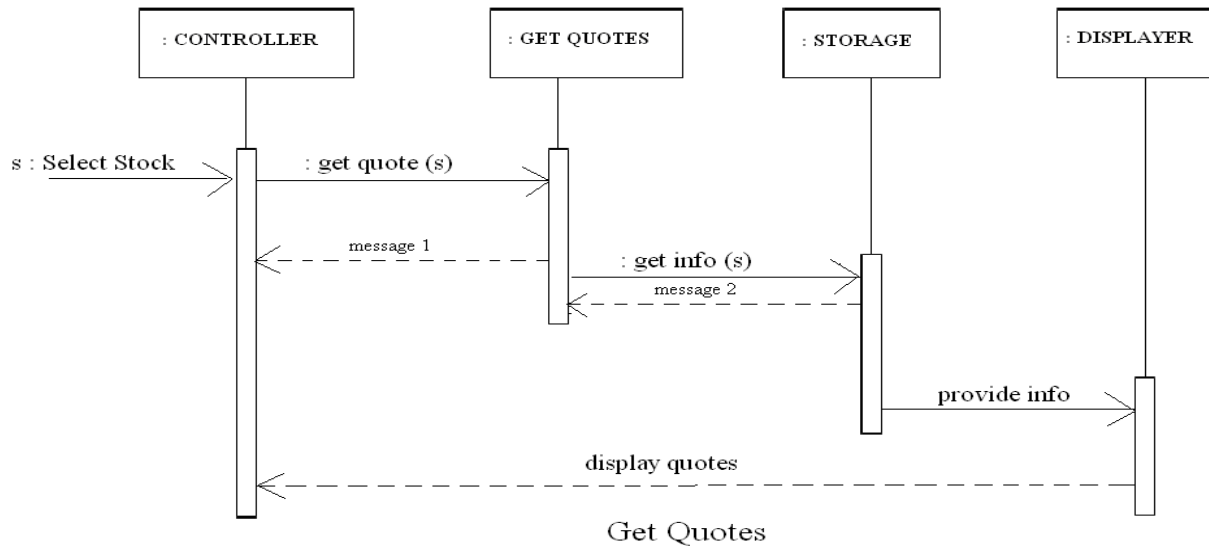 : CONTROLLER
: GET QUOTES
: STORAGE
: DISPLAYER
s : Select Stock
: get quote (s)
message 1
: get info (s)
message 2
provide info
display quotes
Get Quotes